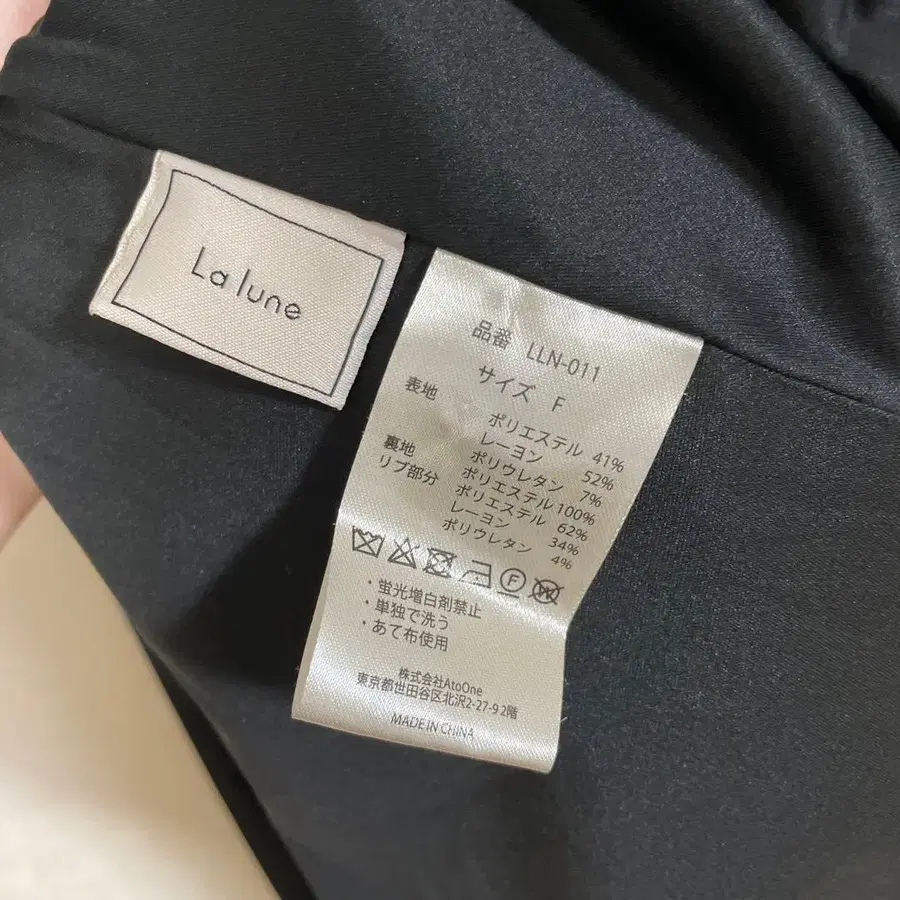 La lune
品番 LLN-011
サイズ F
表地 ポリエステル 41%
レーヨン 52%
ポリウレタン 7%
裏地 ポリエステル 100%
リブ部分 ポリエステル 62%
レーヨン 34%
ポリウレタン 4%
F
W
・蛍光増白剤禁止
・単独で洗う
・あて布使用
株式会社AtoOne
東京都世田谷区北沢2-27-9 2階
MADE IN CHINA